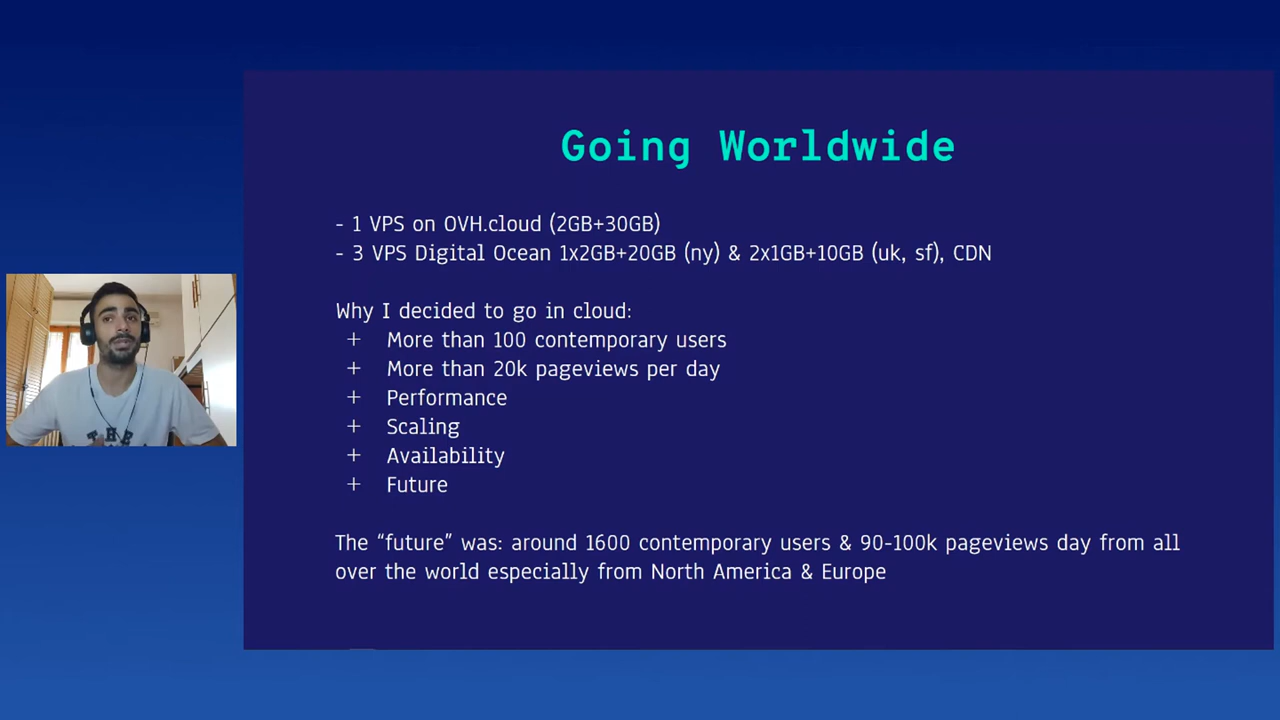 Going Worldwide
- 1 VPS on OVH.cloud (2GB+30GB)
- 3 VPS Digital Ocean 1x2GB+20GB (ny) & 2x1GB+10GB (uk, sf), CDN
Why I decided to go in cloud:
+ More than 100 contemporary users
+ More than 20k pageviews per day
+ Performance
+ Scaling
+ Availability
+ Future
The “future” was: around 1600 contemporary users & 90-100k pageviews day from all
over the world especially from North America & Europe
THE